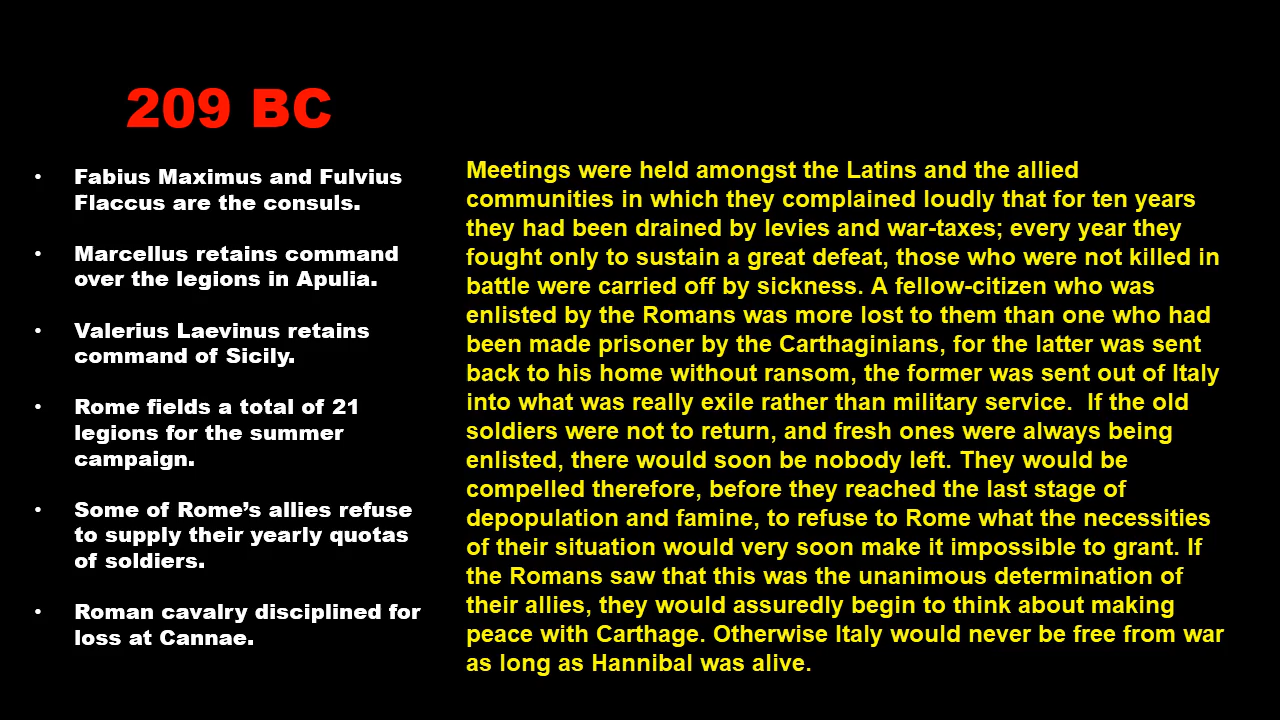 209 BC
• Fabius Maximus and Fulvius
Flaccus are the consuls.
• Marcellus retains command
over the legions in Apulia.
• Valerius Laevinus retains
command of Sicily.
• Rome fields a total of 21
legions for the summer
campaign.
• Some of Rome’s allies refuse
to supply their yearly quotas
of soldiers.
• Roman cavalry disciplined for
loss at Cannae.
Meetings were held amongst the Latins and the allied
communities in which they complained loudly that for ten years
they had been drained by levies and war-taxes; every year they
fought only to sustain a great defeat, those who were not killed in
battle were carried off by sickness. A fellow-citizen who was
enlisted by the Romans was more lost to them than one who had
been made prisoner by the Carthaginians, for the latter was sent
back to his home without ransom, the former was sent out of Italy
into what was really exile rather than military service.  If the old
soldiers were not to return, and fresh ones were always being
enlisted, there would soon be nobody left. They would be
compelled therefore, before they reached the last stage of
depopulation and famine, to refuse to Rome what the necessities
of their situation would very soon make it impossible to grant. If
the Romans saw that this was the unanimous determination of
their allies, they would assuredly begin to think about making
peace with Carthage. Otherwise Italy would never be free from war
as long as Hannibal was alive.